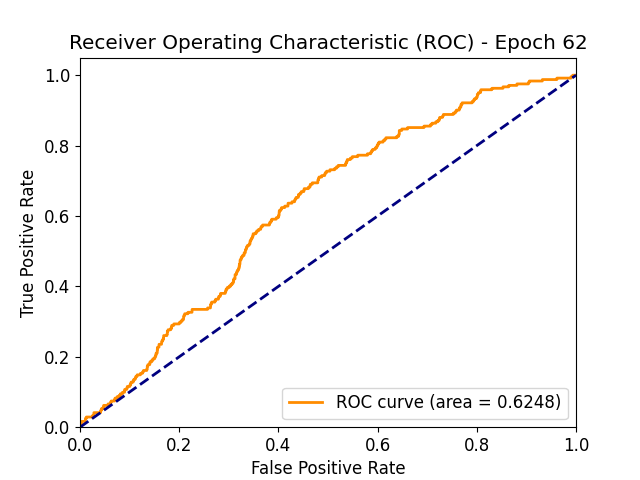 Receiver Operating Characteristic (ROC) - Epoch 62
1.0
0.8
0.6
0.4
0.2
0.0
True Positive Rate
ROC curve (area = 0.6248)
0.0 0.2 0.4 0.6 0.8 1.0
False Positive Rate